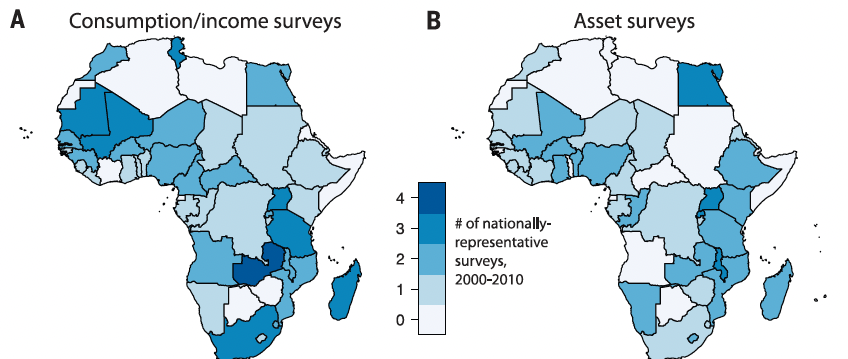 A Consumption/income surveys
B Asset surveys
4
3
2
1
0
# of nationally-
representative
surveys,
2000-2010